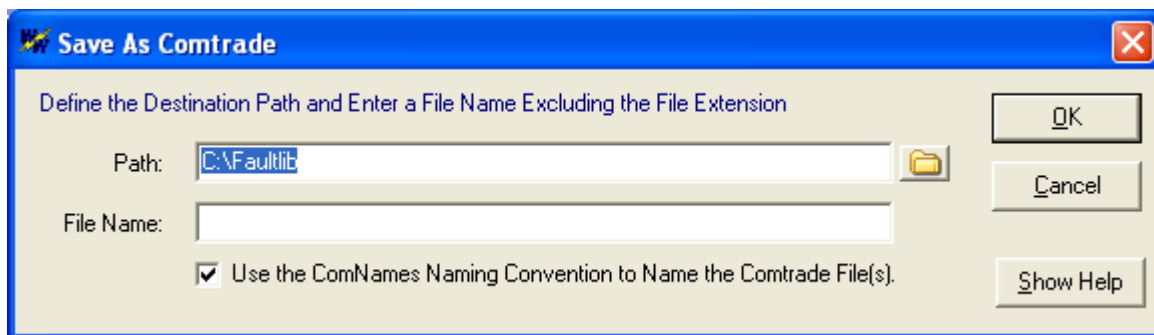 Save As Comtrade
Define the Destination Path and Enter a File Name Excluding the File Extension
OK
Path: C:\Faultlib
Cancel
File Name:
Use the ComNames Naming Convention to Name the Comtrade File(s).
Show Help